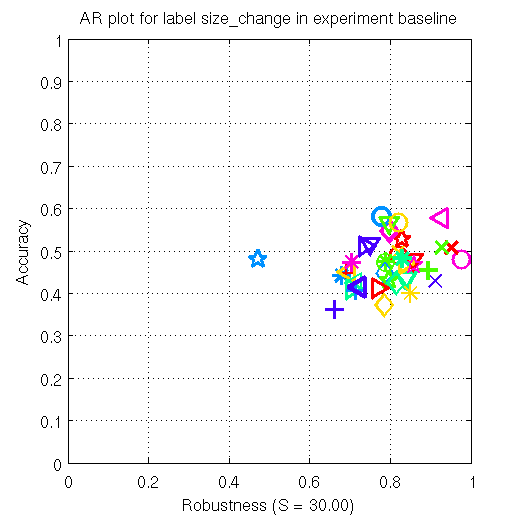 AR plot for label size_change in experiment baseline
1
0.9
0.8
0.7
0.6
0.5
0.4
0.3
0.2
0.1
0
Accuracy
0 0.2 0.4 0.6 0.8 1
Robustness (S = 30.00)